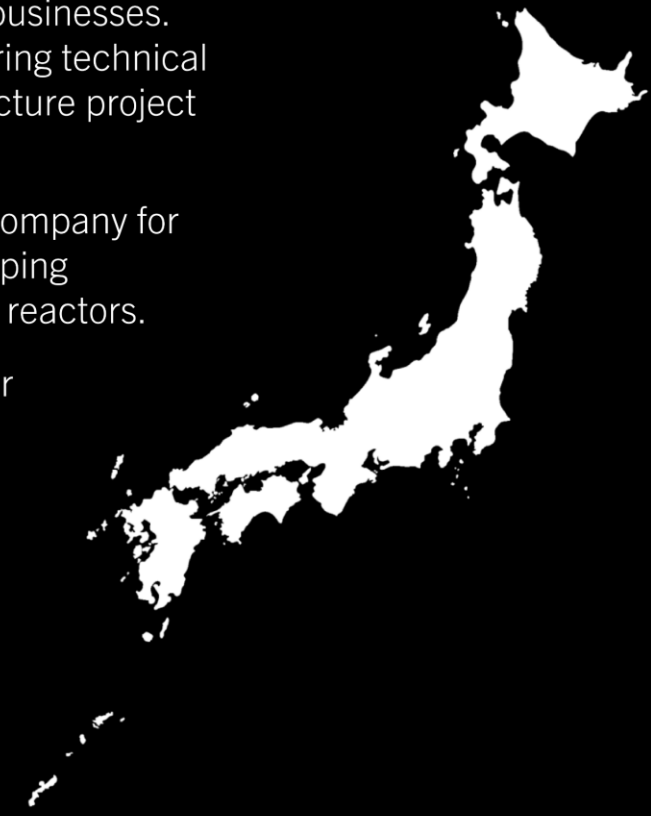 businesses.
ring technical
cture project
ompany for
ping
reactors.
r